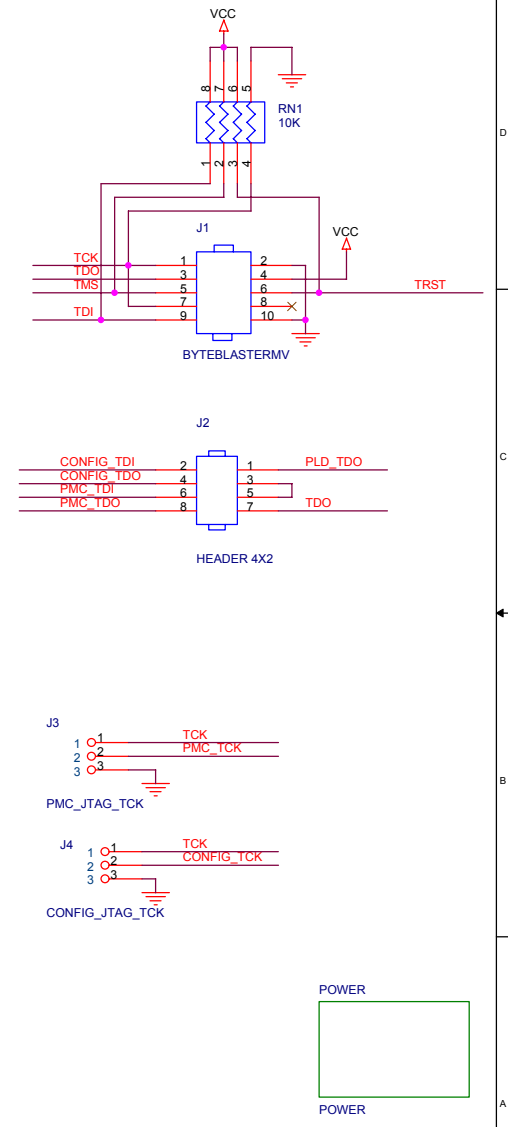 VCC
8 7 6 5
RN1
10K
D
1 2 3 4
J1
VCC
TCK 1 2
TDO 3 4
TMS 5 6 TRST
7 8
TDI 9 10
BYTEBLASTERMV
J2
C
CONFIG_TDI 2 1 PLD_TDO
CONFIG_TDO 4 3
PMC_TDI 6 5
PMC_TDO 8 7 TDO
HEADER 4X2
J3
1 1 TCK
2 2 PMC_TCK
3 3
B
PMC_JTAG_TCK
J4
1 1 TCK
2 2 CONFIG_TCK
3 3
CONFIG_JTAG_TCK
POWER
POWER
A